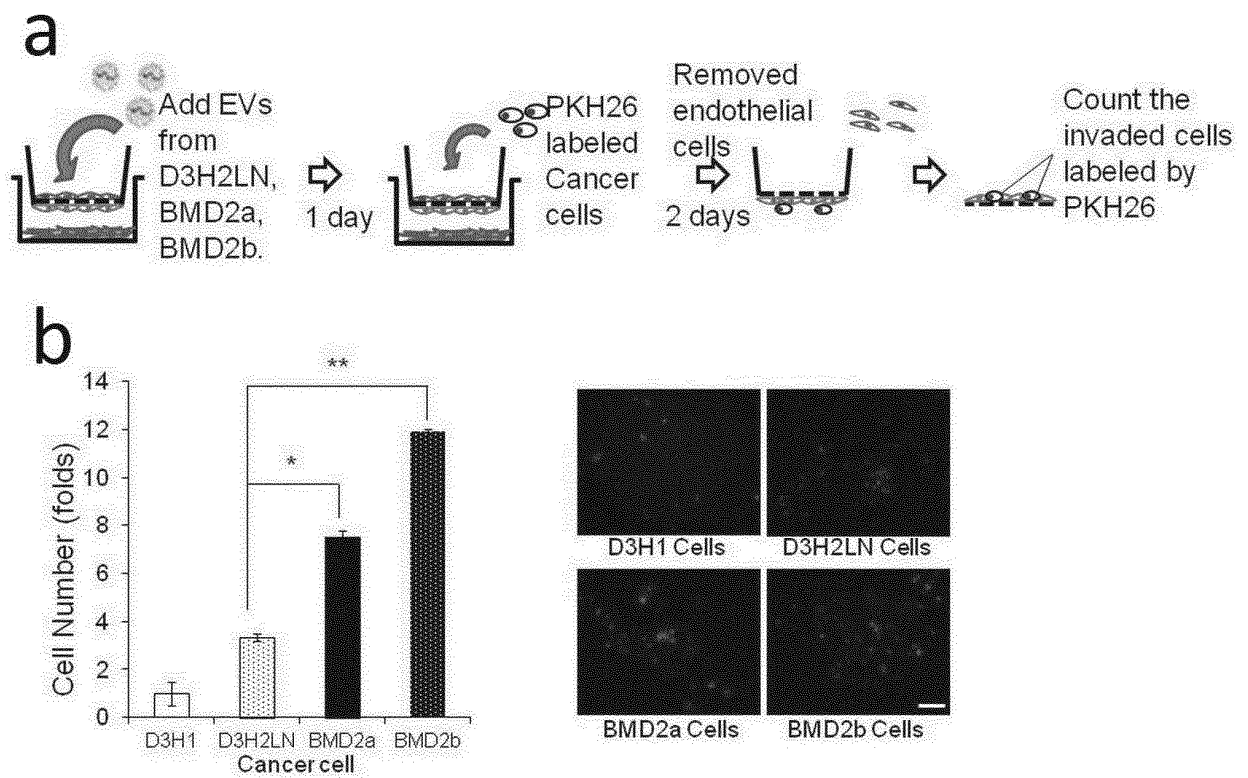 a
Add EVs
from
D3H2LN,
BMD2a,
BMD2b.
1 day
PKH26
labeled
Cancer
cells
Removed
endothelial
cells
2 days
Count the
invaded cells
labeled by
PKH26
b
Cell Number (folds)
14
12
10
8
6
4
2
0
**
*
D3H1 D3H2LN BMD2a BMD2b
Cancer cell
D3H1 Cells D3H2LN Cells
BMD2a Cells BMD2b Cells